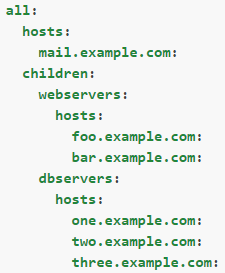 all:
  hosts:
    mail.example.com:
  children:
    webservers:
      hosts:
        foo.example.com:
        bar.example.com:
    dbservers:
      hosts:
        one.example.com:
        two.example.com:
        three.example.com: